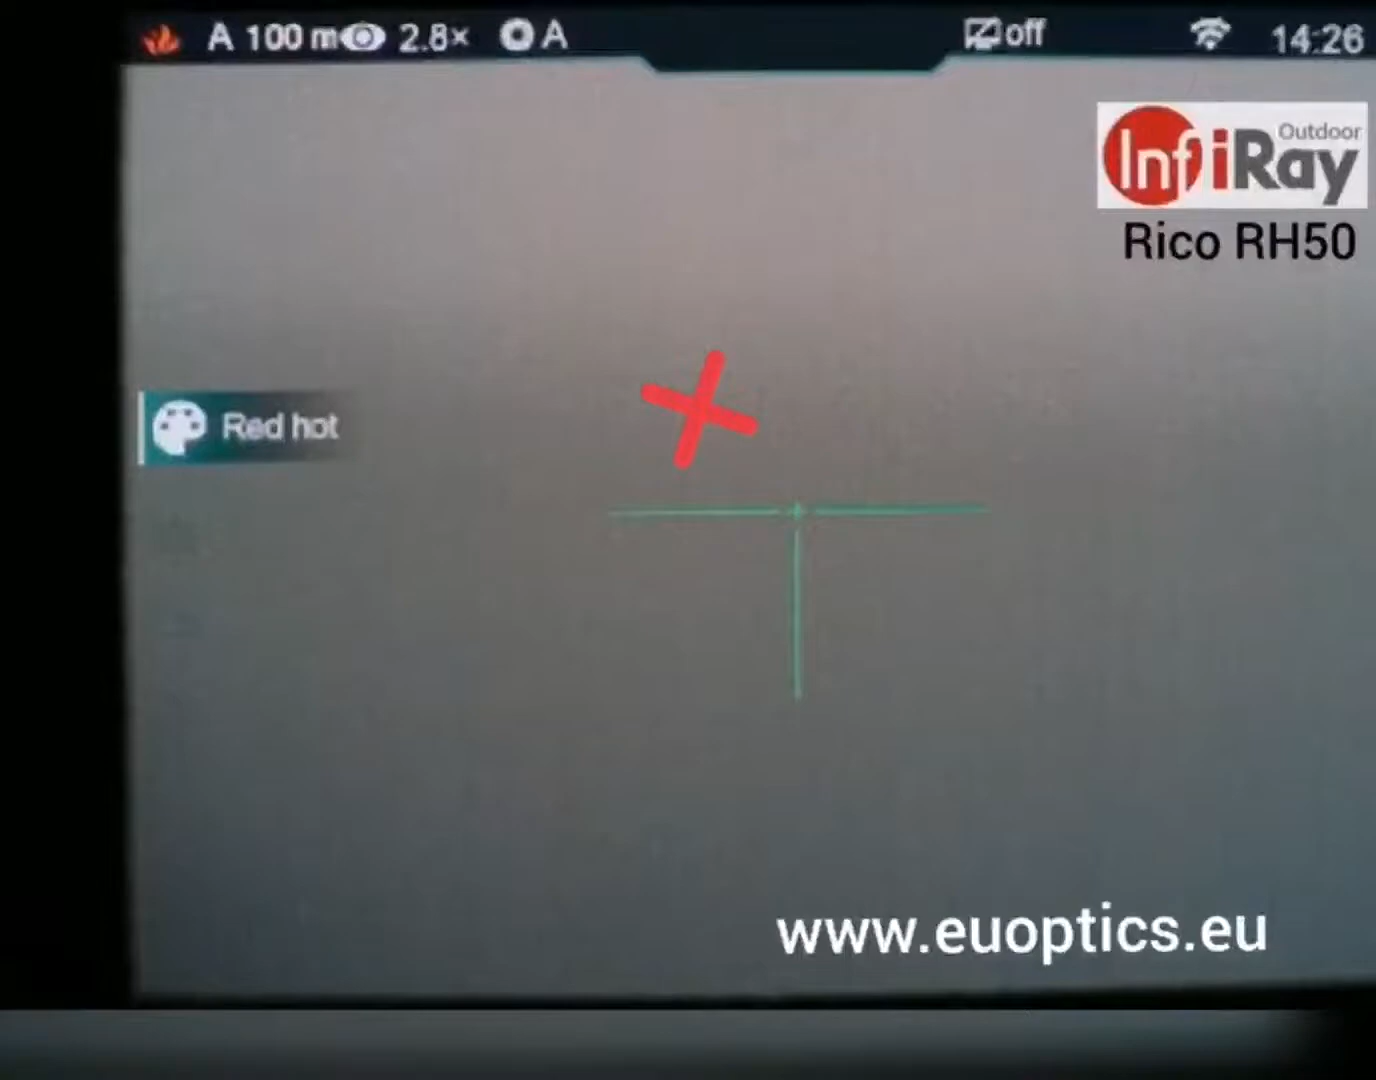 A 100 m 2.8× A off 14:26
Outdoor
InfiRay
Rico RH50
Red hot
www.euoptics.eu